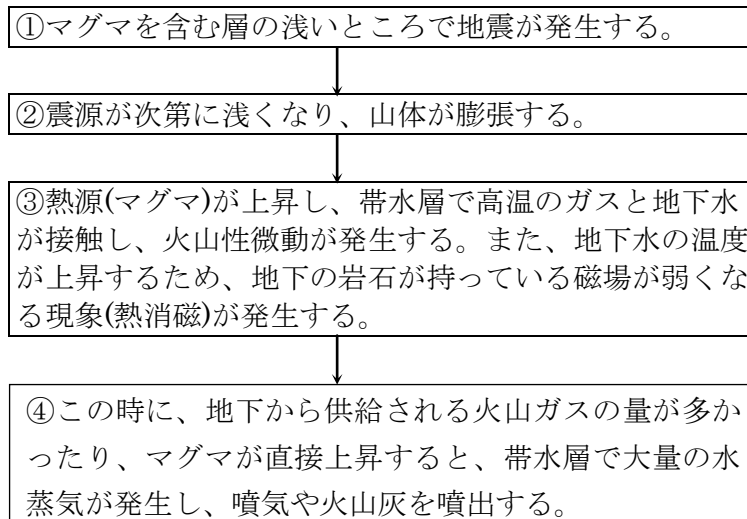 ①マグマを含む層の浅いところで地震が発生する。
②震源が次第に浅くなり、山体が膨張する。
③熱源(マグマ)が上昇し、帯水層で高温のガスと地下水
が接触し、火山性微動が発生する。また、地下水の温度
が上昇するため、地下の岩石が持っている磁場が弱くな
る現象(熱消磁)が発生する。
④この時に、地下から供給される火山ガスの量が多か
ったり、マグマが直接上昇すると、帯水層で大量の水
蒸気が発生し、噴気や火山灰を噴出する。